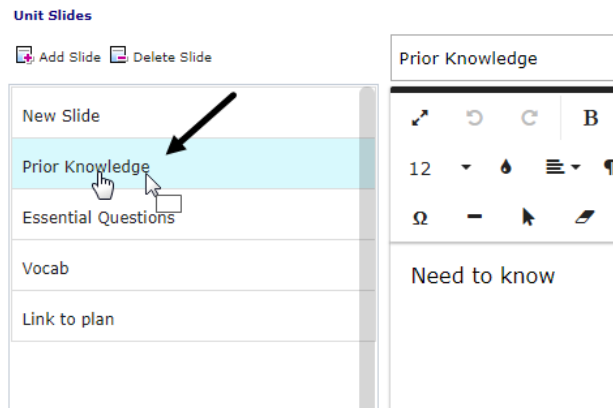 Unit Slides
Add Slide Delete Slide
Prior Knowledge
New Slide
Prior Knowledge
Essential Questions
Vocab
Link to plan
B
12
¶
Ω
Need to know